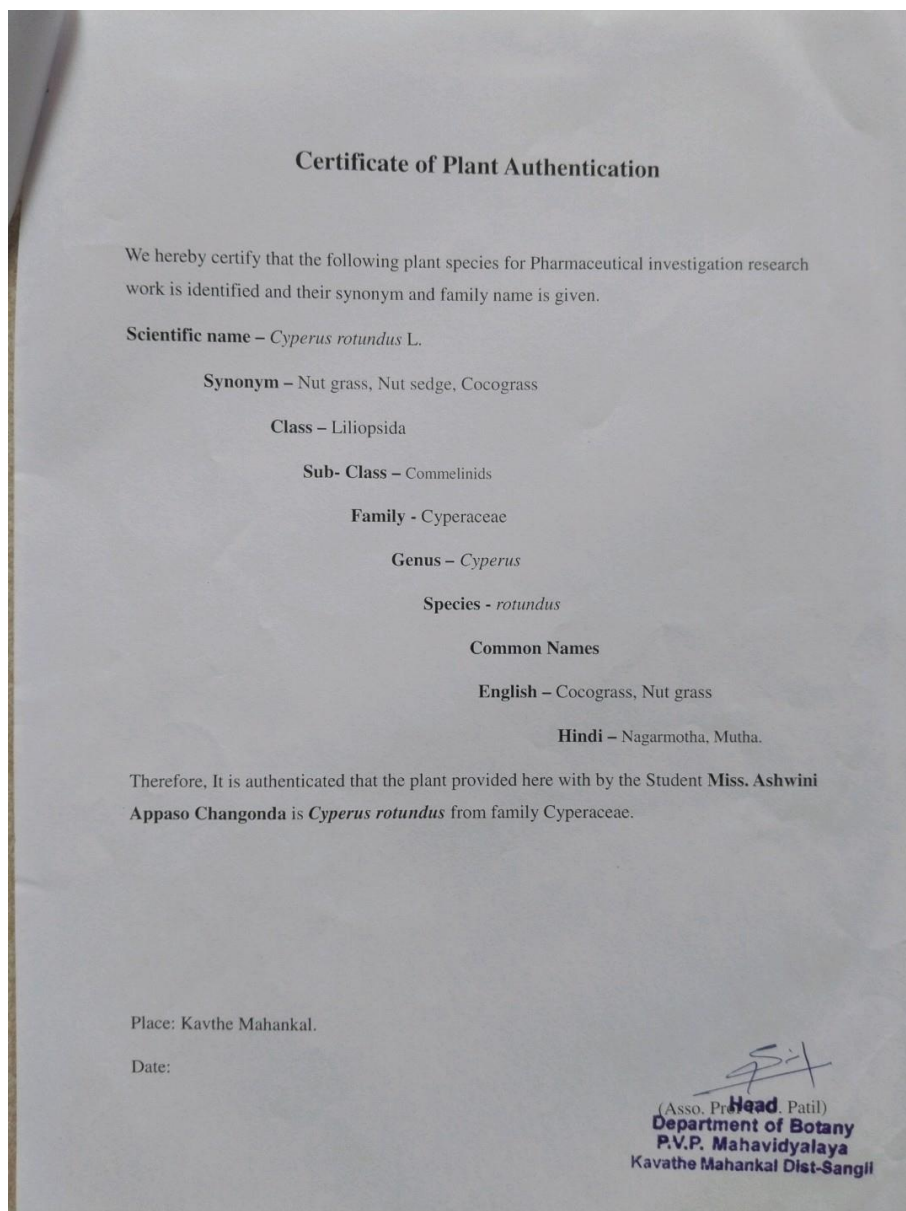 Certificate of Plant Authentication
We hereby certify that the following plant species for Pharmaceutical investigation research
work is identified and their synonym and family name is given.
Scientific name – Cyperus rotundus L.
Synonym – Nut grass, Nut sedge, Cocograss
Class – Liliopsida
Sub- Class – Commelinids
Family - Cyperaceae
Genus – Cyperus
Species - rotundus
Common Names
English – Cocograss, Nut grass
Hindi – Nagarmotha, Mutha.
Therefore, It is authenticated that the plant provided here with by the Student Miss. Ashwini
Appaso Changonda is Cyperus rotundus from family Cyperaceae.
Place: Kavthe Mahankal.
Date:
(Asso. Patil)
Head
Department of Botany
P.V.P. Mahavidyalaya
Kavathe Mahankal Dist-Sangli